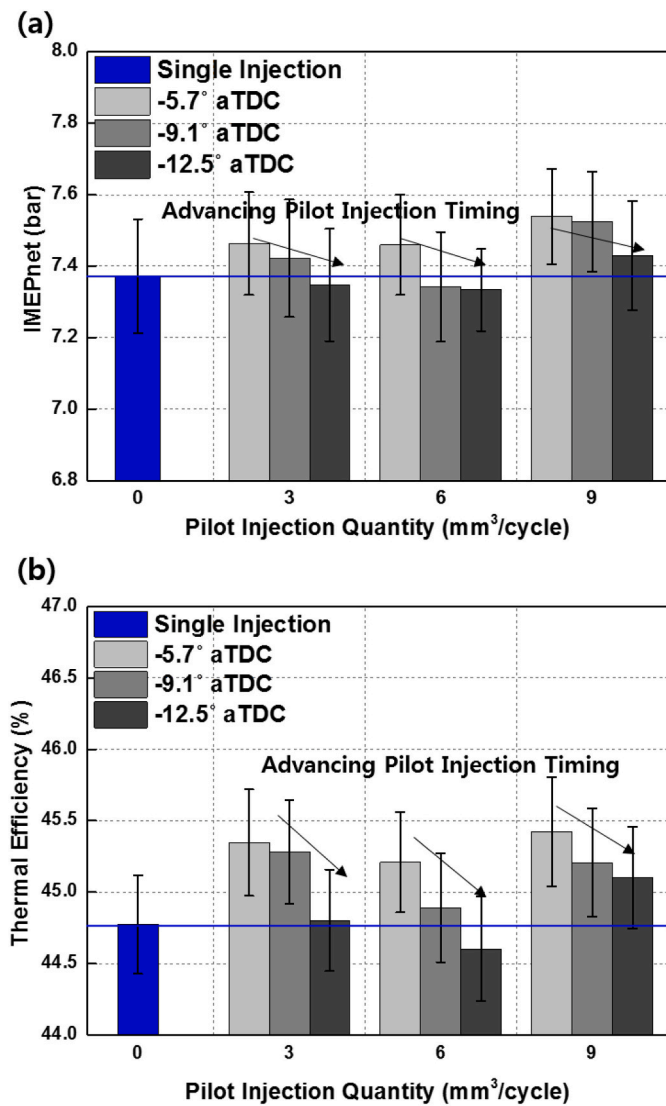 (a)
8.0
Single Injection
-5.7° aTDC
7.8
-9.1° aTDC
-12.5° aTDC
7.6
Advancing Pilot Injection Timing
IMEPnet (bar)
7.4
7.2
7.0
6.8
0 3 6 9
Pilot Injection Quantity (mm³/cycle)
(b)
47.0
Single Injection
-5.7° aTDC
46.5
-9.1° aTDC
-12.5° aTDC
46.0
Advancing Pilot Injection Timing
Thermal Efficiency (%)
45.5
45.0
44.5
44.0
0 3 6 9
Pilot Injection Quantity (mm³/cycle)